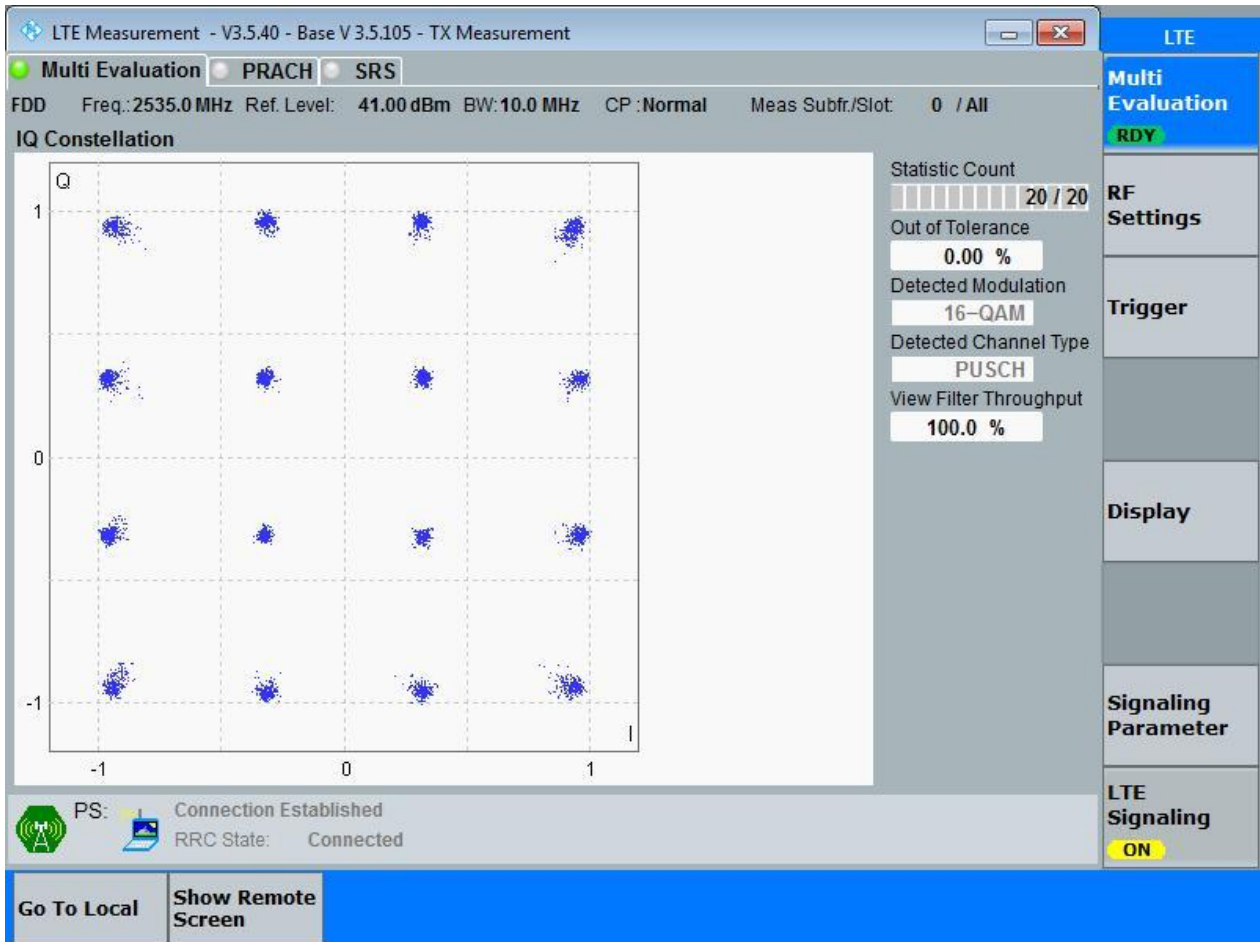 LTE Measurement - V3.5.40 - Base V 3.5.105 - TX Measurement
LTE
Multi Evaluation PRACH SRS
FDD Freq.: 2535.0 MHz Ref. Level: 41.00 dBm BW: 10.0 MHz CP : Normal Meas Subfr./Slot: 0 / All
IQ Constellation
Q
1
0
-1
I
-1 0 1
Statistic Count
20 / 20
Out of Tolerance
0.00 %
Detected Modulation
16-QAM
Detected Channel Type
PUSCH
View Filter Throughput
100.0 %
Multi
Evaluation
RDY
RF
Settings
Trigger
Display
Signaling
Parameter
LTE
Signaling
ON
PS: Connection Established
RRC State: Connected
Go To Local
Show Remote
Screen